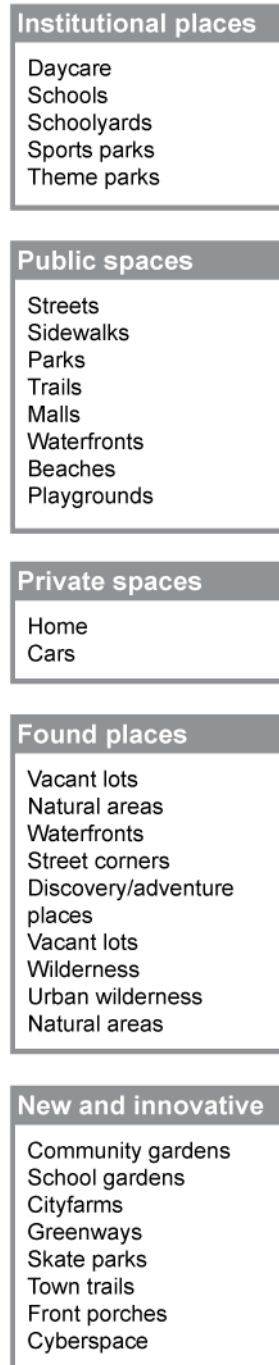 Institutional places
Daycare
Schools
Schoolyards
Sports parks
Theme parks
Public spaces
Streets
Sidewalks
Parks
Trails
Malls
Waterfronts
Beaches
Playgrounds
Private spaces
Home
Cars
Found places
Vacant lots
Natural areas
Waterfronts
Street corners
Discovery/adventure
places
Vacant lots
Wilderness
Urban wilderness
Natural areas
New and innovative
Community gardens
School gardens
Cityfarms
Greenways
Skate parks
Town trails
Front porches
Cyberspace